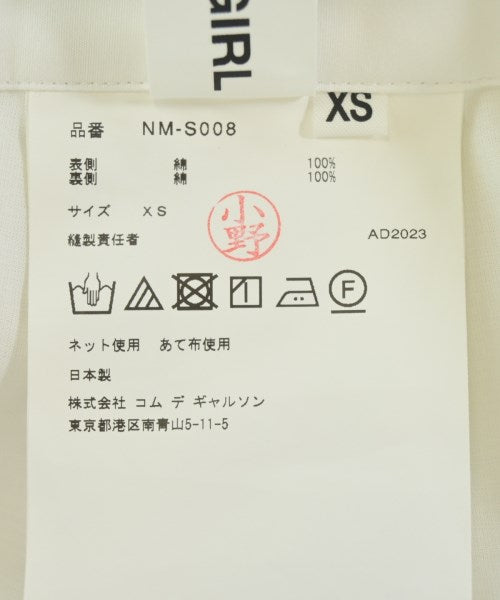 GIRL
XS
品番 NM-S008
表側 綿 100%
裏側 綿 100%
サイズ XS
小野
縫製責任者 AD2023
F
ネット使用 あて布使用
日本製
株式会社 コム デ ギャルソン
東京都港区南青山5-11-5